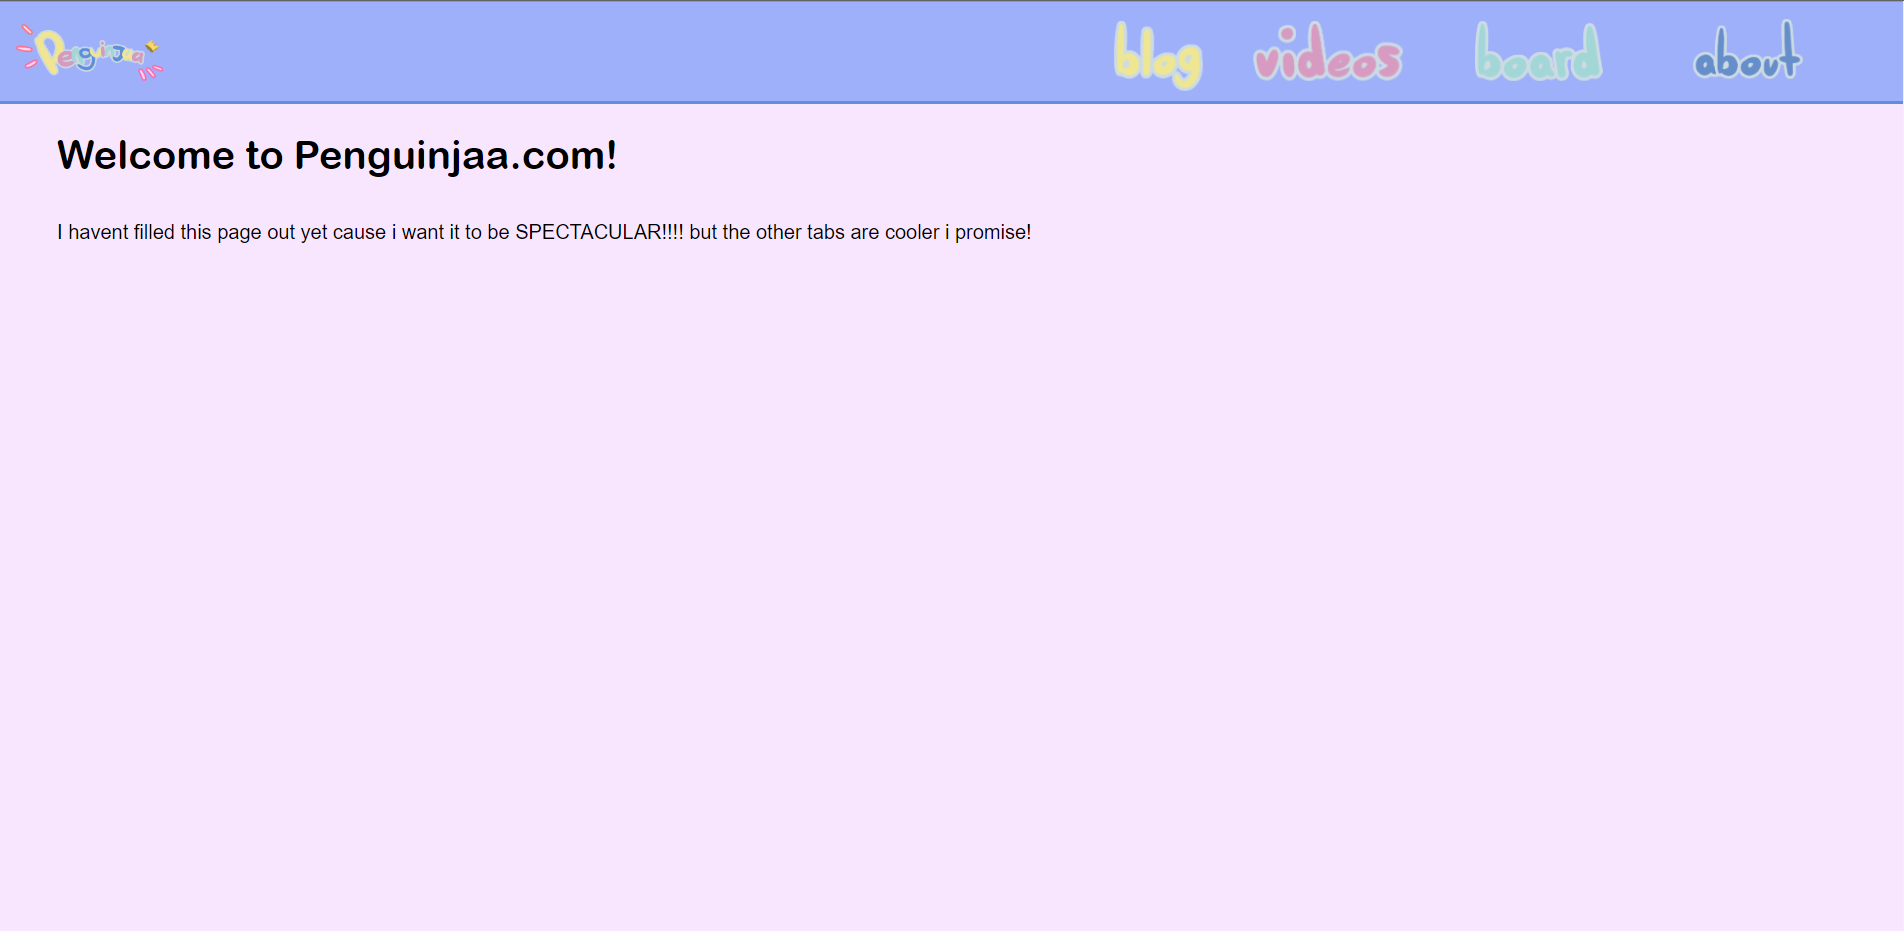 Penguinjaa
blog videos board about
Welcome to Penguinjaa.com!
I havent filled this page out yet cause i want it to be SPECTACULAR!!!! but the other tabs are cooler i promise!